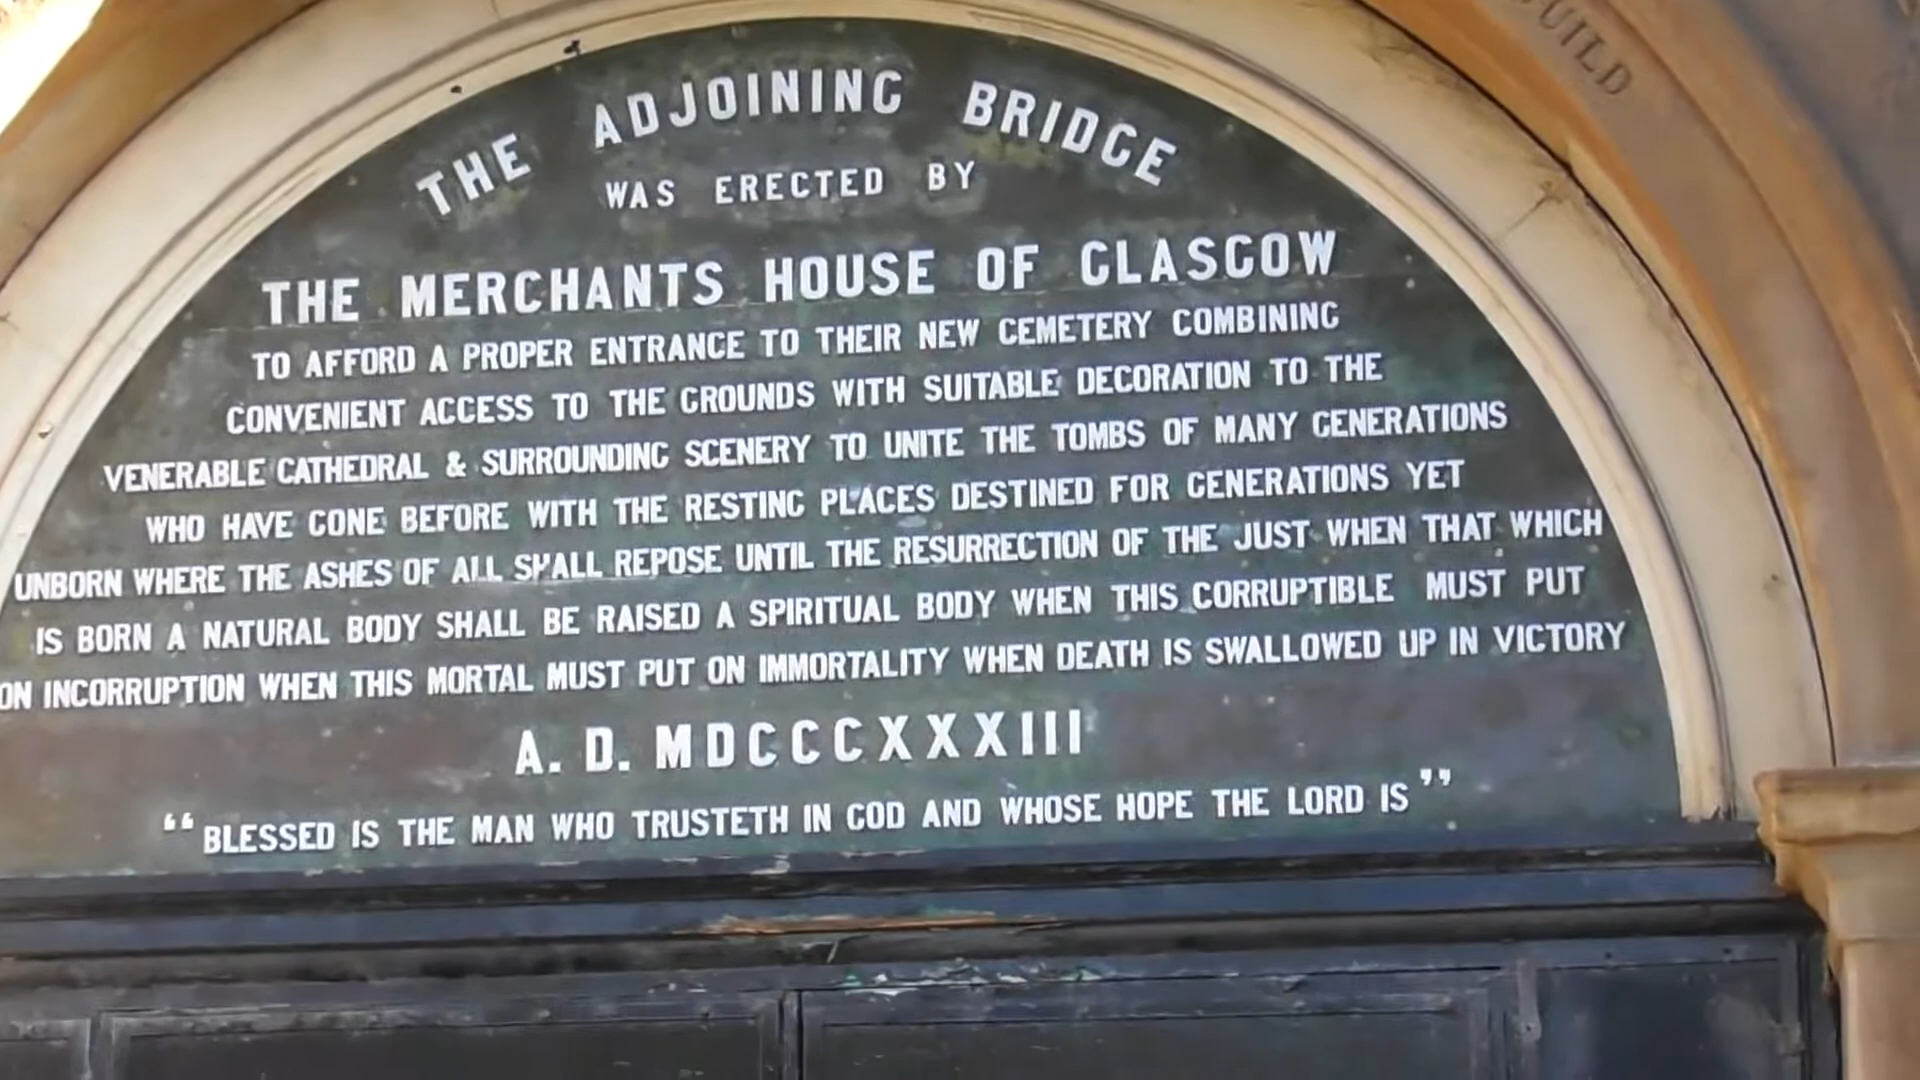 THE ADJOINING BRIDGE
WAS ERECTED BY
THE MERCHANTS HOUSE OF GLASGOW
TO AFFORD A PROPER ENTRANCE TO THEIR NEW CEMETERY COMBINING
CONVENIENT ACCESS TO THE GROUNDS WITH SUITABLE DECORATION TO THE
VENERABLE CATHEDRAL & SURROUNDING SCENERY TO UNITE THE TOMBS OF MANY GENERATIONS
WHO HAVE GONE BEFORE WITH THE RESTING PLACES DESTINED FOR GENERATIONS YET
UNBORN WHERE THE ASHES OF ALL SHALL REPOSE UNTIL THE RESURRECTION OF THE JUST WHEN THAT WHICH
IS BORN A NATURAL BODY SHALL BE RAISED A SPIRITUAL BODY WHEN THIS CORRUPTIBLE MUST PUT
ON INCORRUPTION WHEN THIS MORTAL MUST PUT ON IMMORTALITY WHEN DEATH IS SWALLOWED UP IN VICTORY
A. D. MDCCCXXXIII
“BLESSED IS THE MAN WHO TRUSTETH IN GOD AND WHOSE HOPE THE LORD IS”